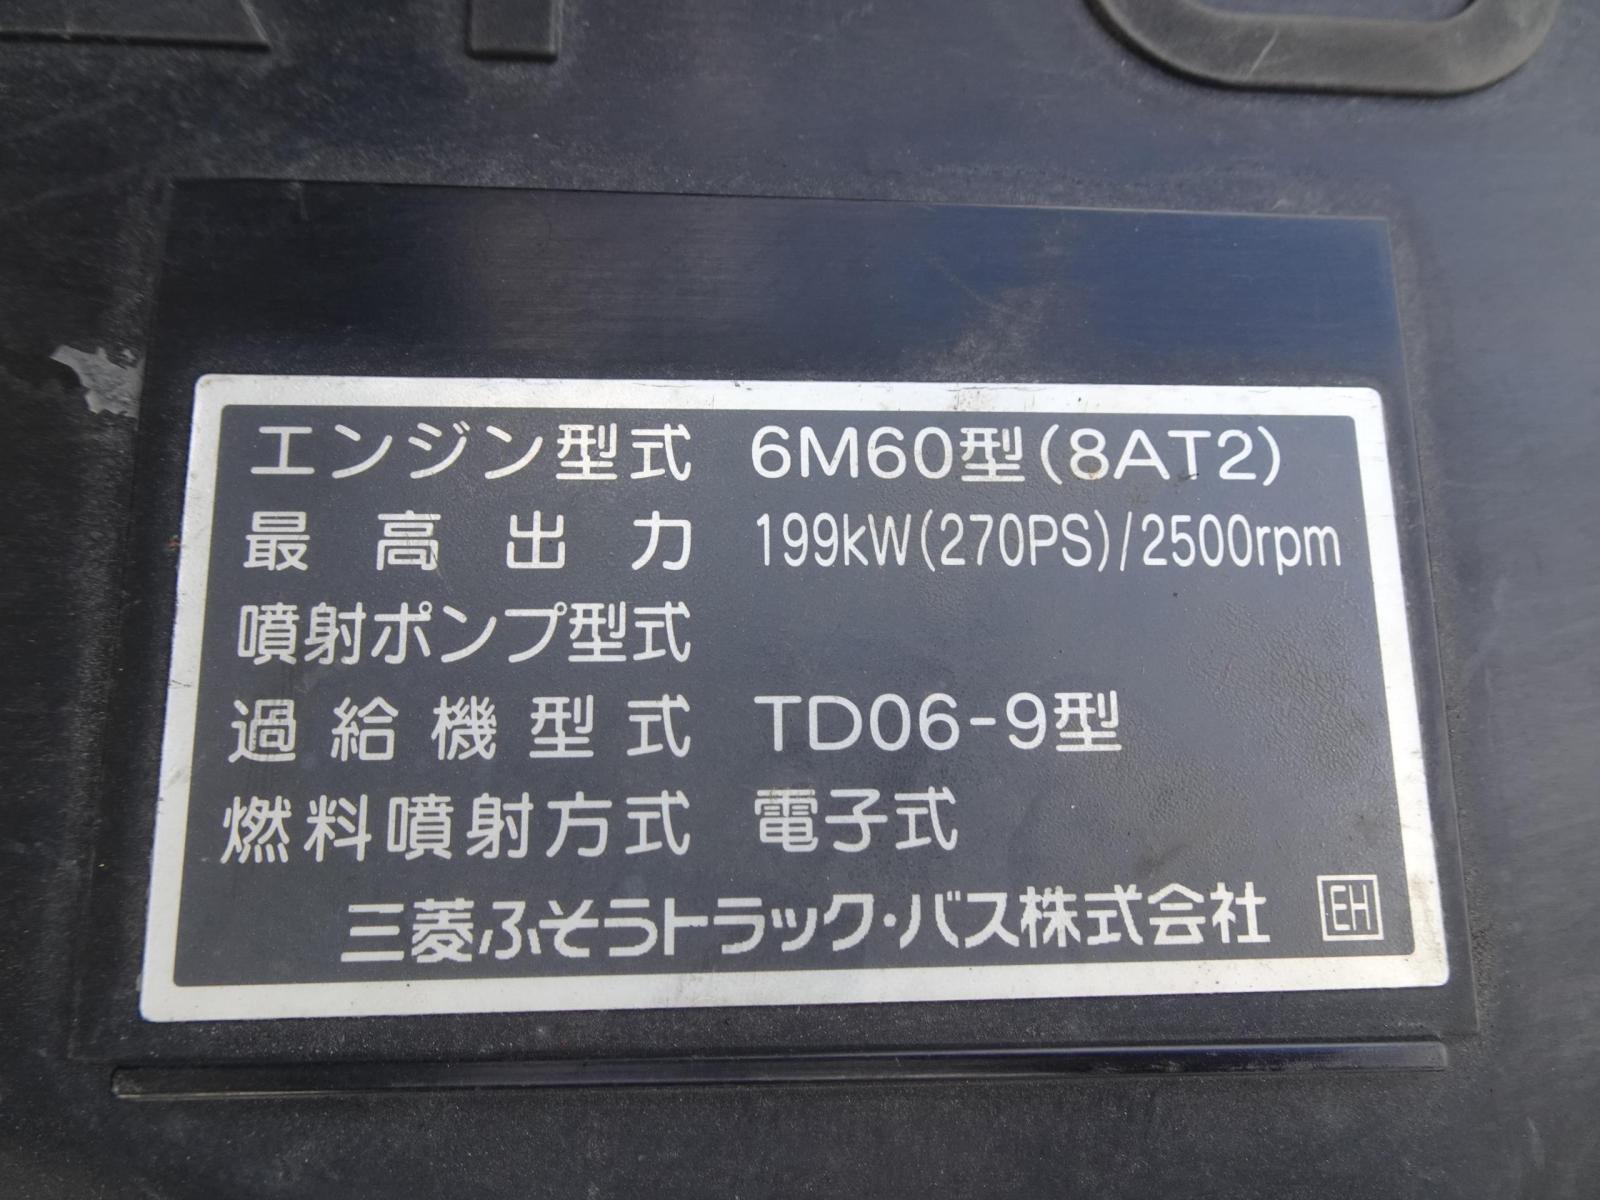 エンジン型式 6M60型(8AT2)
最高出力 199kW(270PS)/2500rpm
噴射ポンプ型式
過給機型式 TD06-9型
燃料噴射方式 電子式
三菱ふそうトラック・バス株式会社 EH